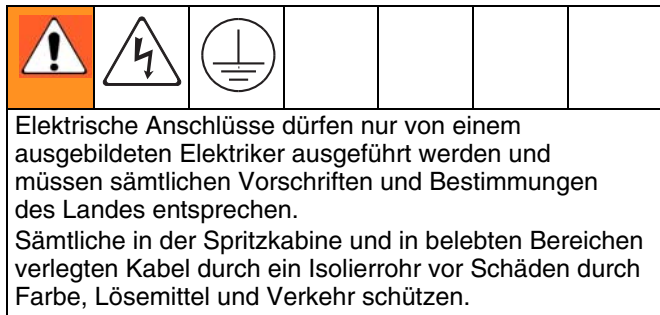 Elektrische Anschlüsse dürfen nur von einem
ausgebildeten Elektriker ausgeführt werden und
müssen sämtlichen Vorschriften und Bestimmungen
des Landes entsprechen.
Sämtliche in der Spritzkabine und in belebten Bereichen
verlegten Kabel durch ein Isolierrohr vor Schäden durch
Farbe, Lösemittel und Verkehr schützen.